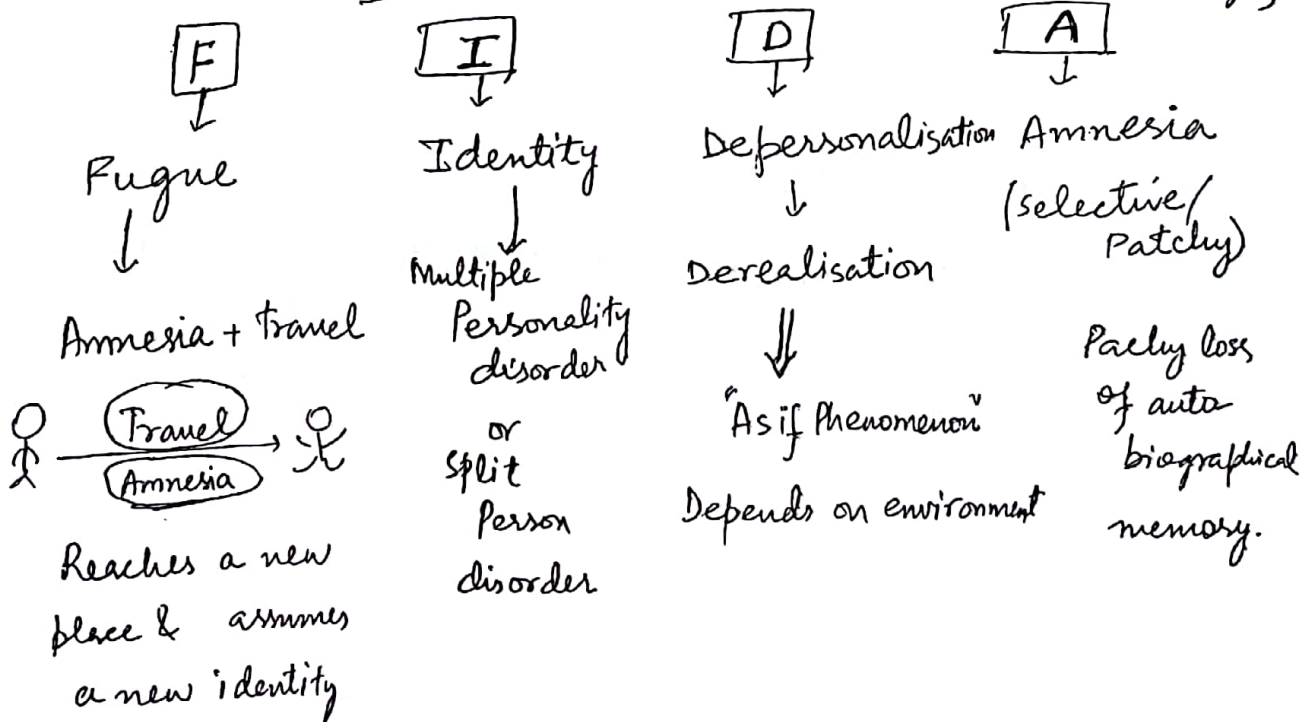 F
I
D
A
Fugue
Amnesia + travel
Travel
Amnesia
Reaches a new
place & assumes
a new identity
Identity
Multiple
Personality
disorder
or
Split
Person
disorder
Depersonalisation
Derealisation
"As if Phenomenon"
Depends on environment
Amnesia
(selective/
Patchy)
Pachy loss
of auto
biographical
memory.